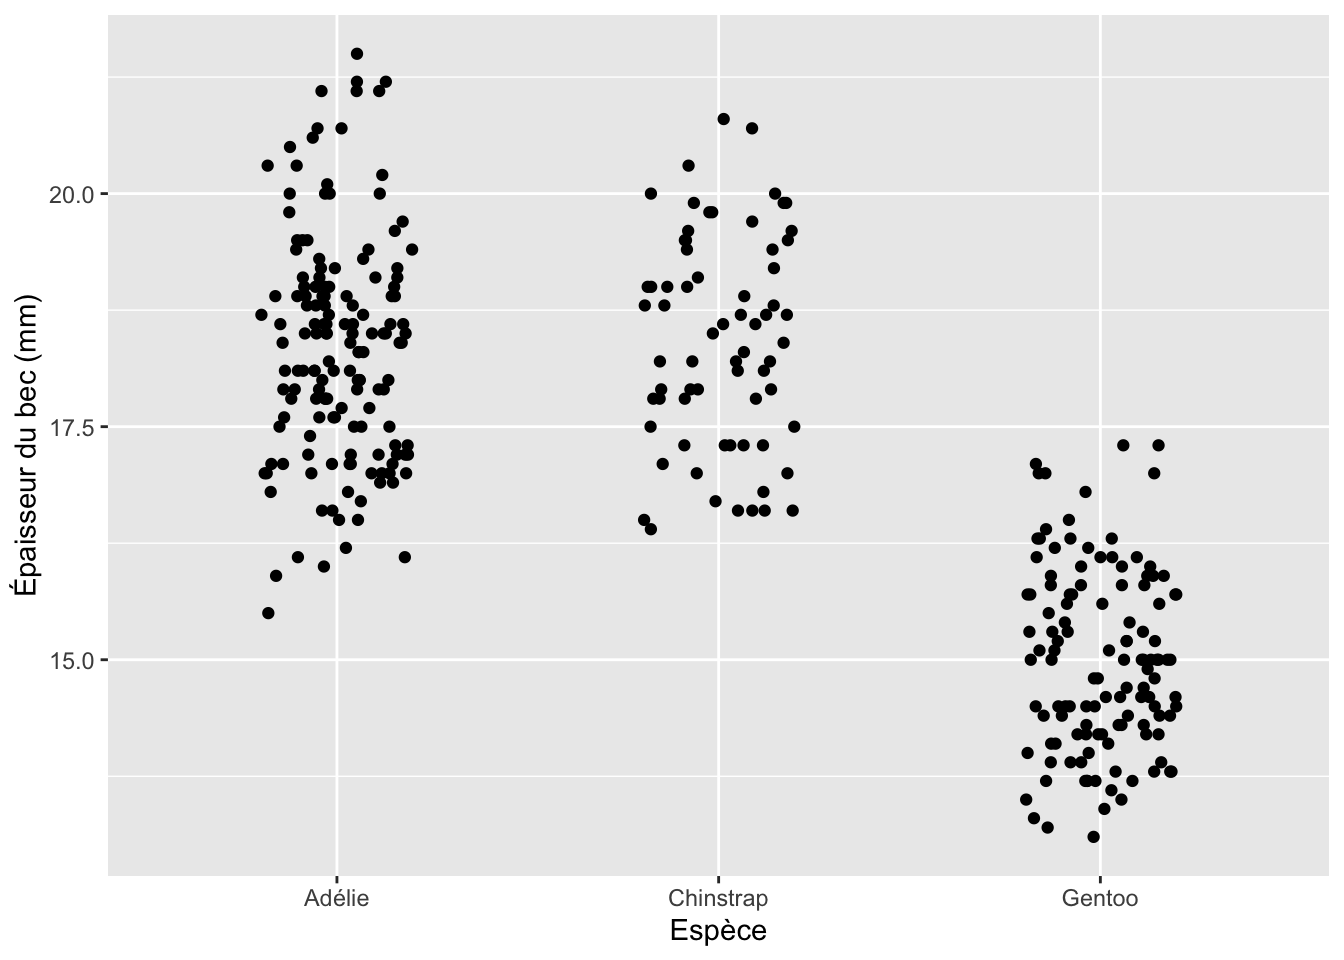 Épaisseur du bec (mm)
20.0
17.5
15.0
Adélie
Chinstrap
Gentoo
Espèce